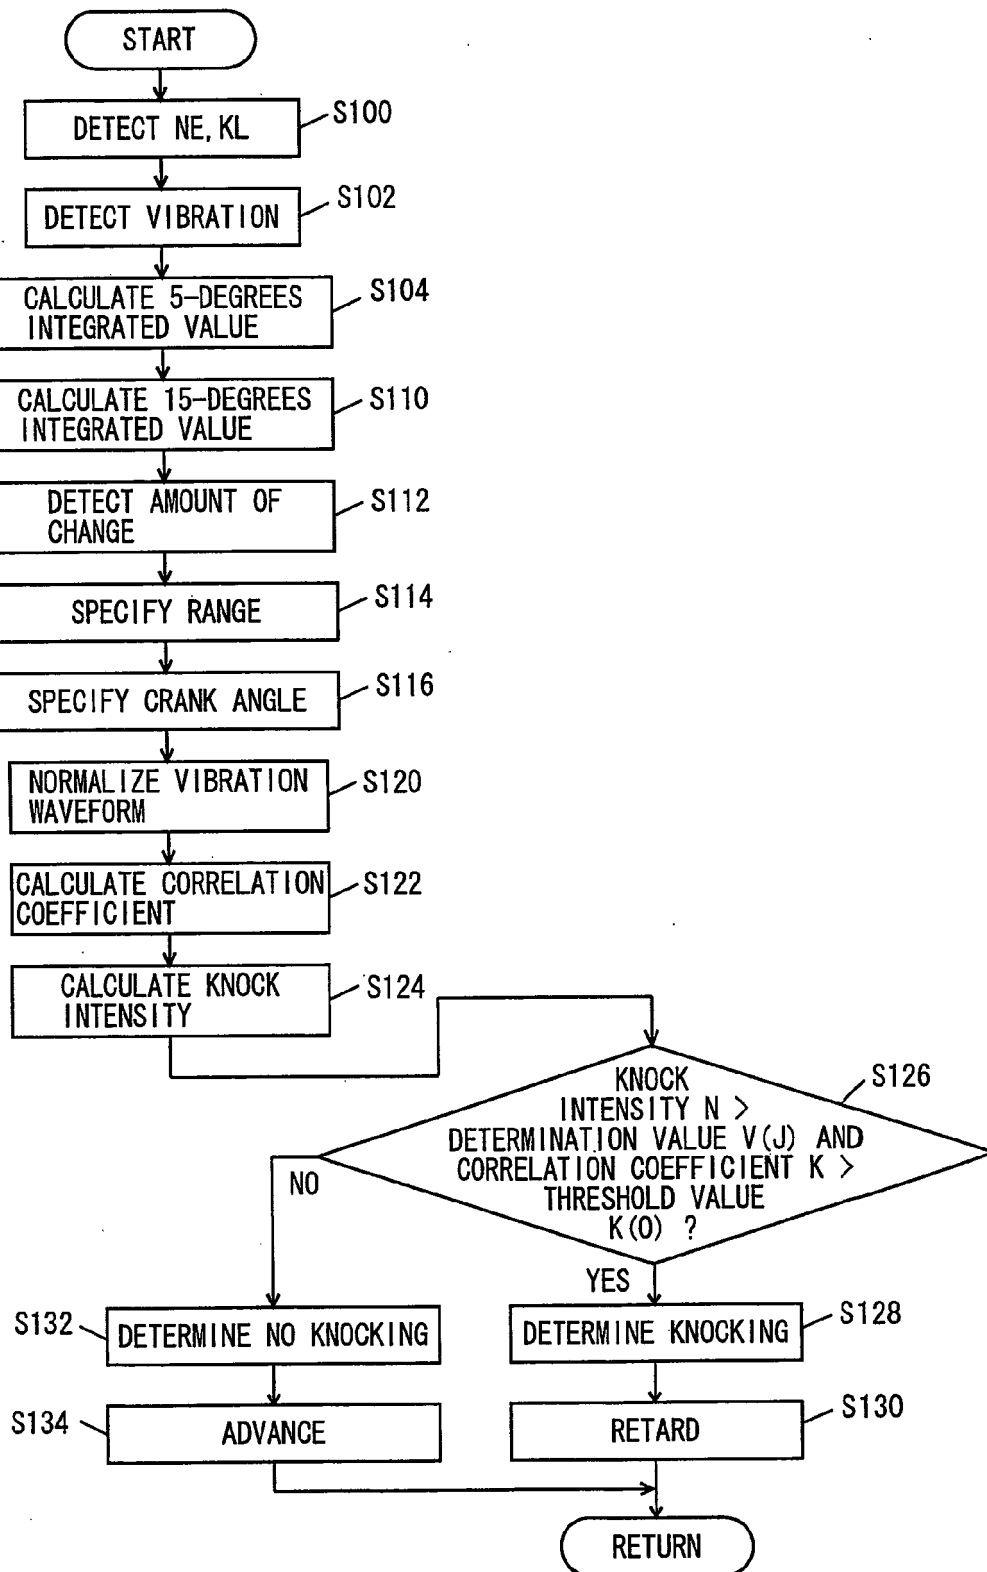 START
DETECT NE, KL
S100
DETECT VIBRATION
S102
CALCULATE 5-DEGREES
INTEGRATED VALUE
S104
CALCULATE 15-DEGREES
INTEGRATED VALUE
S110
DETECT AMOUNT OF
CHANGE
S112
SPECIFY RANGE
S114
SPECIFY CRANK ANGLE
S116
NORMALIZE VIBRATION
WAVEFORM
S120
CALCULATE CORRELATION
COEFFICIENT
S122
CALCULATE KNOCK
INTENSITY
S124
KNOCK
INTENSITY N >
DETERMINATION VALUE V(J) AND
CORRELATION COEFFICIENT K >
THRESHOLD VALUE
K(0) ?
S126
NO
YES
S132
DETERMINE NO KNOCKING
DETERMINE KNOCKING
S128
S134
ADVANCE
RETARD
S130
RETURN